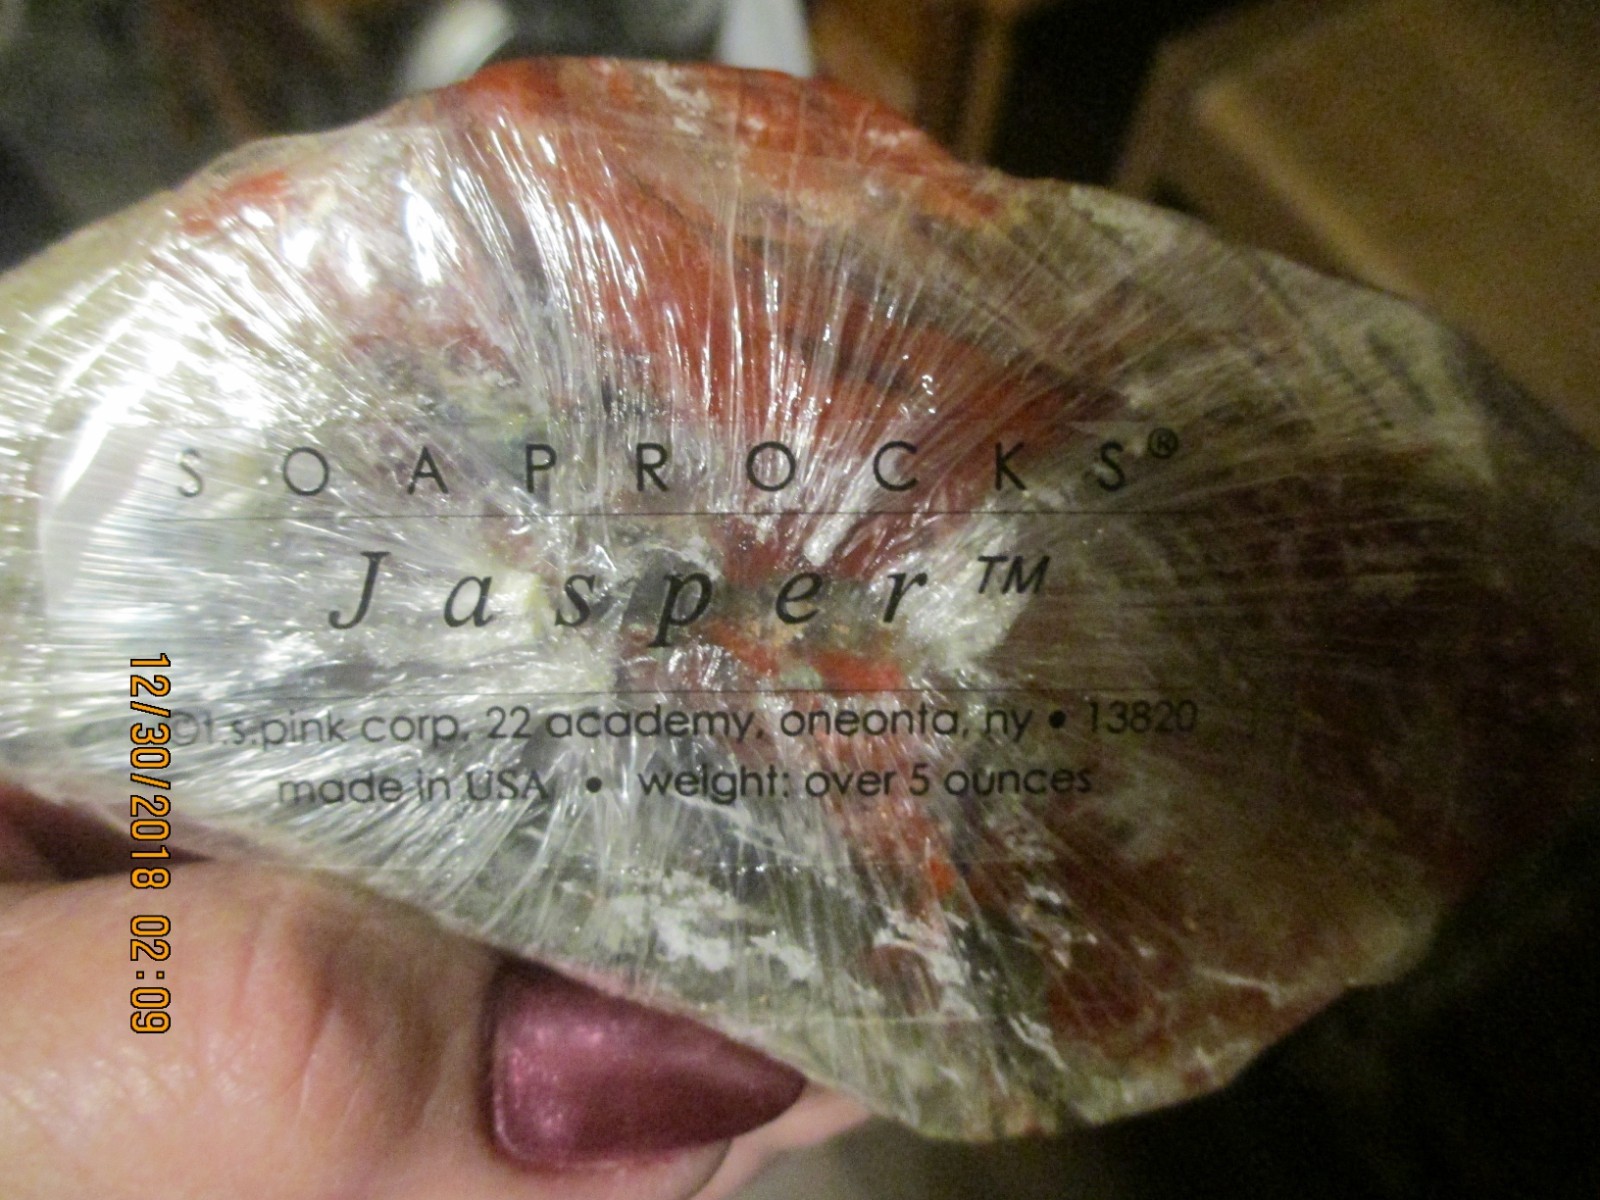 SOAPROCKS®
Jasper™
©t.s.pink corp. 22 academy, oneonta, ny • 13820
made in USA • weight: over 5 ounces
12/30/2018 02:09